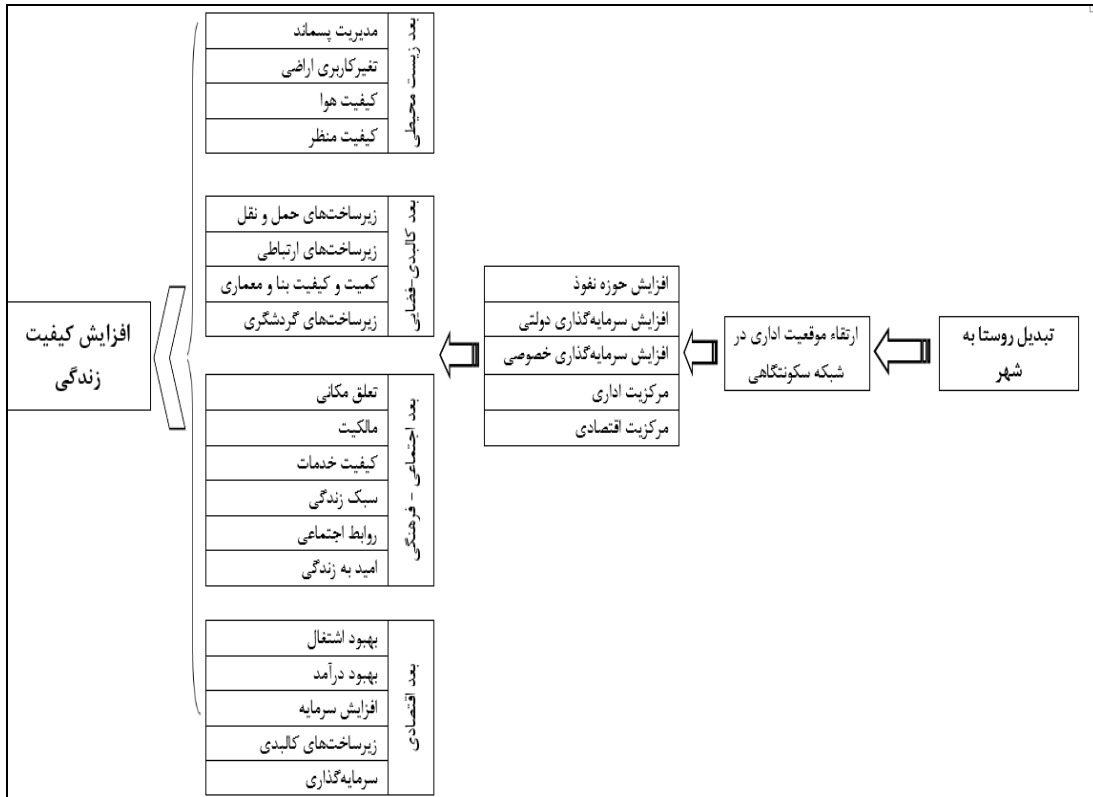 تبدیل روستا به
شهر
ارتقاء موقعیت اداری در
شبکه سکونتگاهی
افزایش حوزه نفوذ
افزایش سرمایه‌گذاری دولتی
افزایش سرمایه‌گذاری خصوصی
مرکزیت اداری
مرکزیت اقتصادی
بعد زیست محیطی
مدیریت پسماند
تغیرکاربری اراضی
کیفیت هوا
کیفیت منظر
بعد کالبدی-فضایی
زیرساخت‌های حمل و نقل
زیرساخت‌های ارتباطی
کمیت و کیفیت بنا و معماری
زیرساخت‌های گردشگری
بعد اجتماعی - فرهنگی
تعلق مکانی
مالکیت
کیفیت خدمات
سبک زندگی
روابط اجتماعی
امید به زندگی
بعد اقتصادی
بهبود اشتغال
بهبود درآمد
افزایش سرمایه
زیرساخت‌های کالبدی
سرمایه‌گذاری
افزایش کیفیت
زندگی